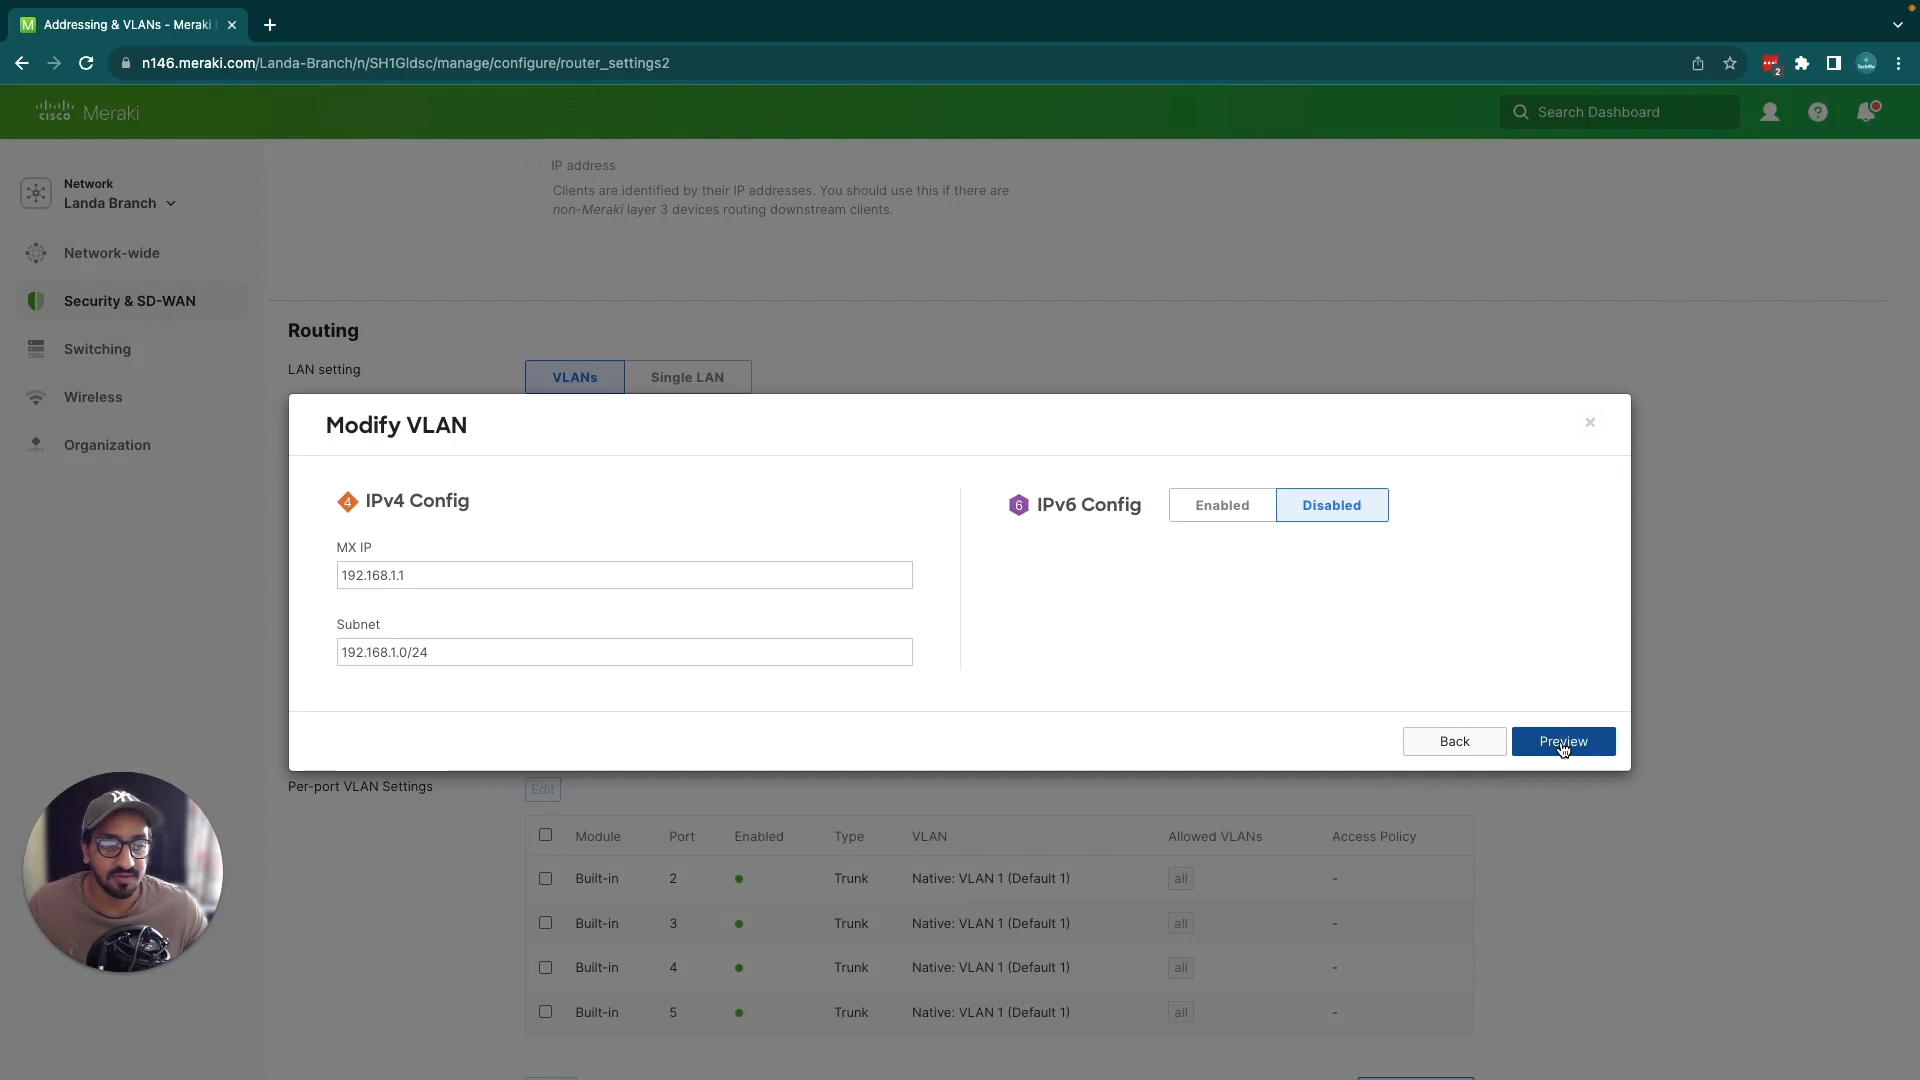 Addressing & VLANs - Meraki
n146.meraki.com/Landa-Branch/n/SH1Gldsc/manage/configure/router_settings2
2
cisco Meraki
Search Dashboard
Network
Landa Branch
Network-wide
Security & SD-WAN
Switching
Wireless
Organization
IP address
Clients are identified by their IP addresses. You should use this if there are
non-Meraki layer 3 devices routing downstream clients.
Routing
LAN setting
VLANs
Single LAN
Modify VLAN
4 IPv4 Config
MX IP
192.168.1.1
Subnet
192.168.1.0/24
6 IPv6 Config
Enabled
Disabled
Back
Preview
Per-port VLAN Settings
Edit
Module Port Enabled Type VLAN Allowed VLANs Access Policy
Built-in 2 Trunk Native: VLAN 1 (Default 1) all -
Built-in 3 Trunk Native: VLAN 1 (Default 1) all -
Built-in 4 Trunk Native: VLAN 1 (Default 1) all -
Built-in 5 Trunk Native: VLAN 1 (Default 1) all -